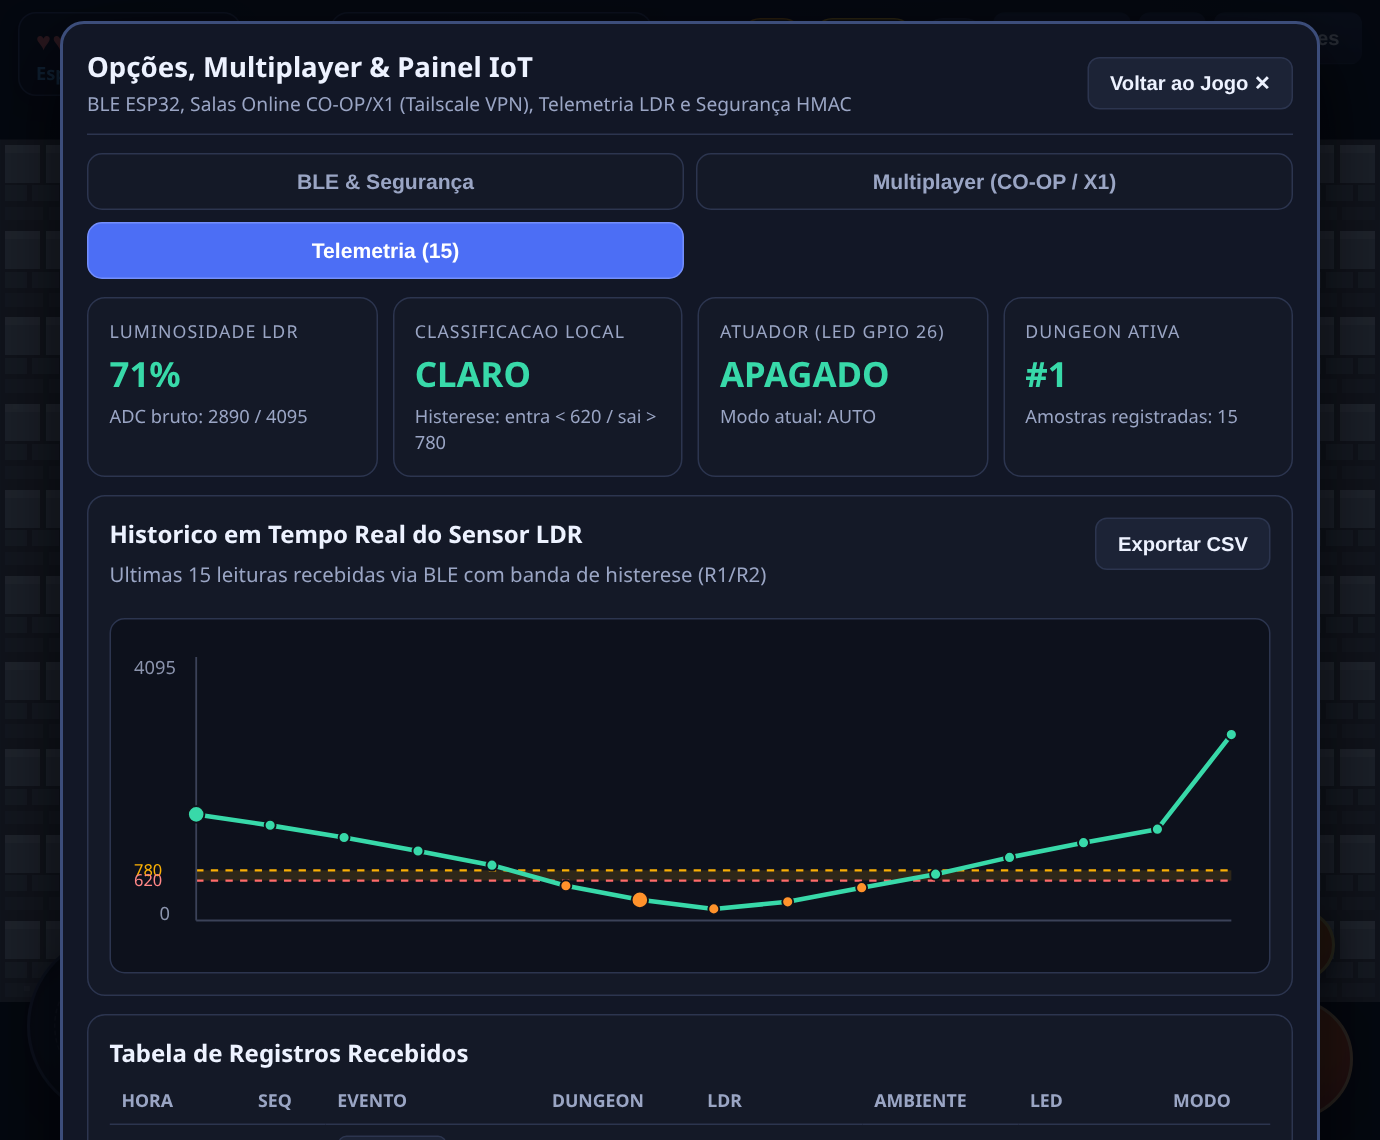 Opções, Multiplayer & Painel IoT
BLE ESP32, Salas Online CO-OP/X1 (Tailscale VPN), Telemetria LDR e Segurança HMAC
Voltar ao Jogo ✕
BLE & Segurança
Multiplayer (CO-OP / X1)
Telemetria (15)
LUMINOSIDADE LDR
71%
ADC bruto: 2890 / 4095
CLASSIFICACAO LOCAL
CLARO
Histerese: entra < 620 / sai >
780
ATUADOR (LED GPIO 26)
APAGADO
Modo atual: AUTO
DUNGEON ATIVA
#1
Amostras registradas: 15
Historico em Tempo Real do Sensor LDR
Ultimas 15 leituras recebidas via BLE com banda de histerese (R1/R2)
Exportar CSV
4095
780
620
0
Tabela de Registros Recebidos
HORA SEQ EVENTO DUNGEON LDR AMBIENTE LED MODO